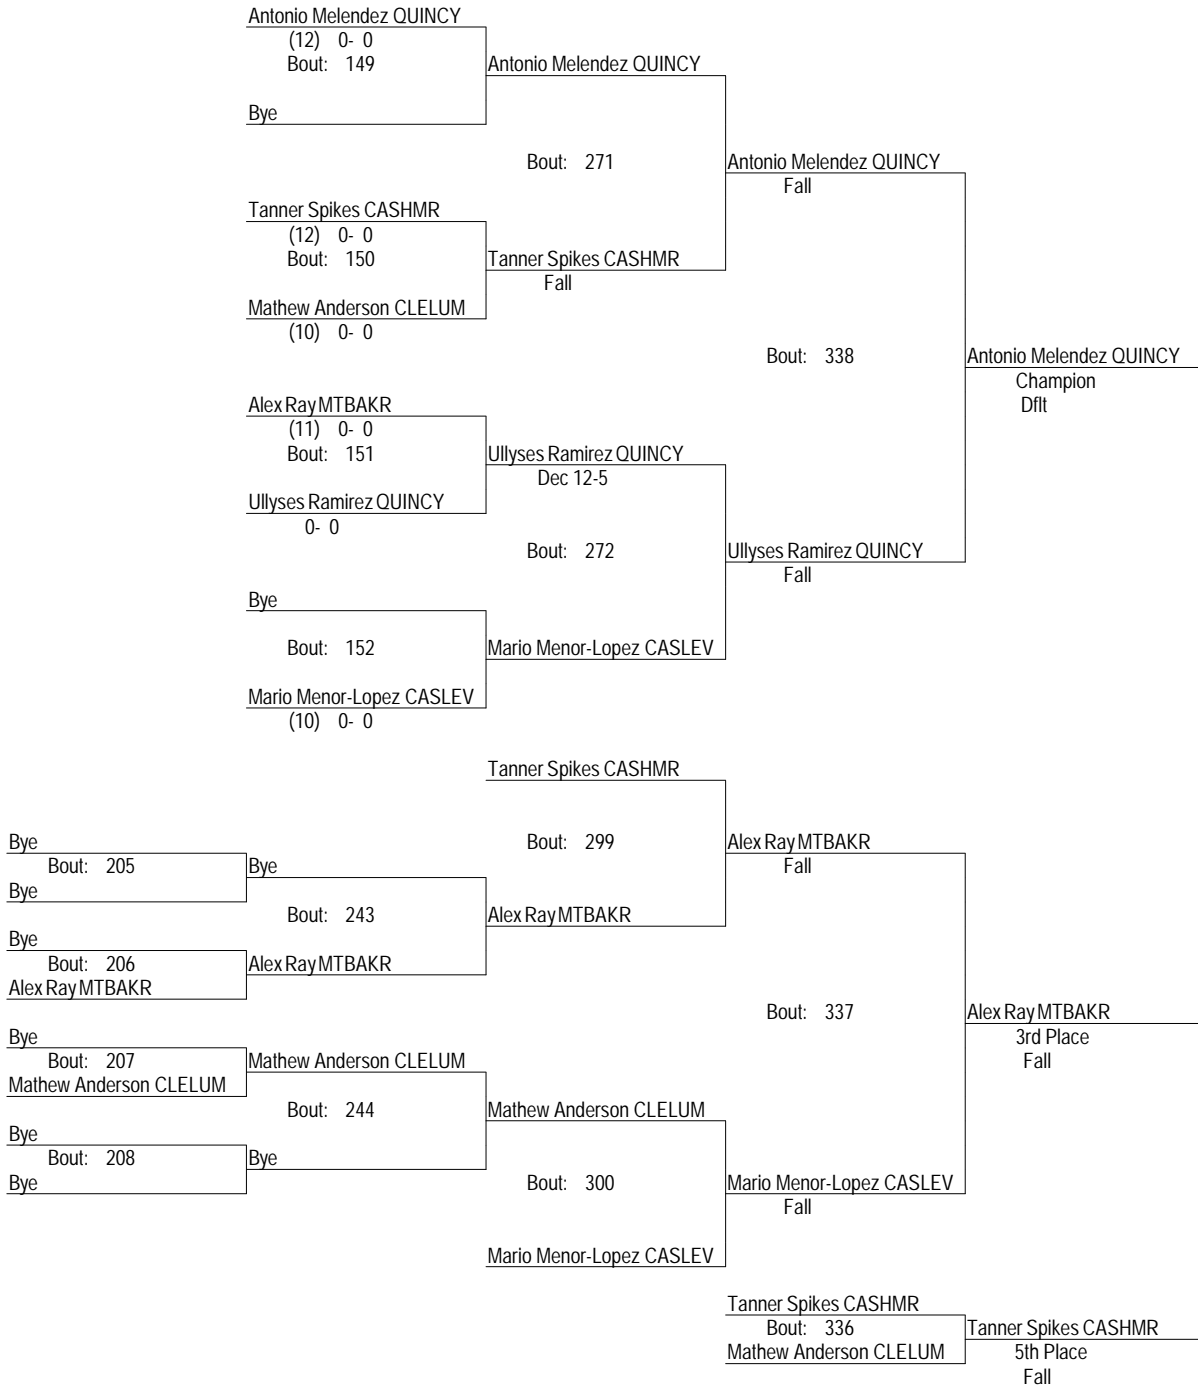 Antonio Melendez QUINCY
(12) 0- 0
Bout: 149
Antonio Melendez QUINCY
Bye
Bout: 271
Antonio Melendez QUINCY
Fall
Tanner Spikes CASHMR
(12) 0- 0
Bout: 150
Tanner Spikes CASHMR
Fall
Mathew Anderson CLELUM
(10) 0- 0
Bout: 338
Antonio Melendez QUINCY
Champion
Dflt
Alex Ray MTBAKR
(11) 0- 0
Bout: 151
Ullyses Ramirez QUINCY
Dec 12-5
Ullyses Ramirez QUINCY
0- 0
Bout: 272
Ullyses Ramirez QUINCY
Fall
Bye
Bout: 152
Mario Menor-Lopez CASLEV
Mario Menor-Lopez CASLEV
(10) 0- 0
Tanner Spikes CASHMR
Bye
Bout: 299
Alex Ray MTBAKR
Fall
Bout: 205
Bye
Bye
Bout: 243
Alex Ray MTBAKR
Bye
Bout: 206
Alex Ray MTBAKR
Alex Ray MTBAKR
Bout: 337
Alex Ray MTBAKR
3rd Place
Fall
Bye
Bout: 207
Mathew Anderson CLELUM
Mathew Anderson CLELUM
Bout: 244
Mathew Anderson CLELUM
Bye
Bout: 208
Bye
Bye
Bout: 300
Mario Menor-Lopez CASLEV
Fall
Mario Menor-Lopez CASLEV
Tanner Spikes CASHMR
Bout: 336
Tanner Spikes CASHMR
Mathew Anderson CLELUM
5th Place
Fall